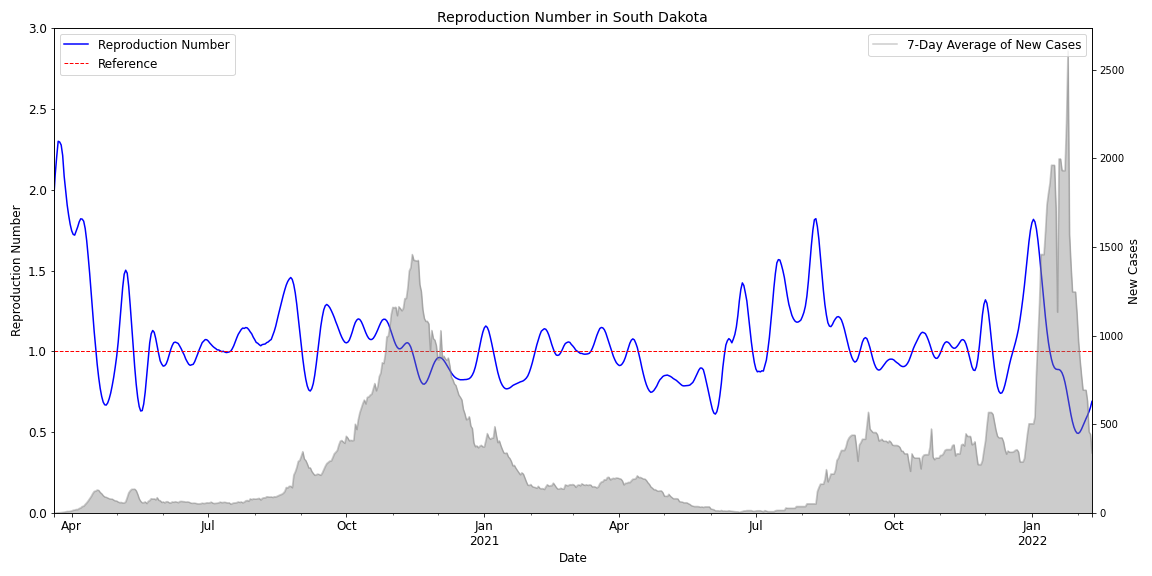 Reproduction Number in South Dakota
Reproduction Number
Reference
7-Day Average of New Cases
3.0
2.5
2.0
1.5
1.0
0.5
0.0
Reproduction Number
2500
2000
1500
1000
500
0
New Cases
Apr
Jul
Oct
Jan
2021
Apr
Jul
Oct
Jan
2022
Date